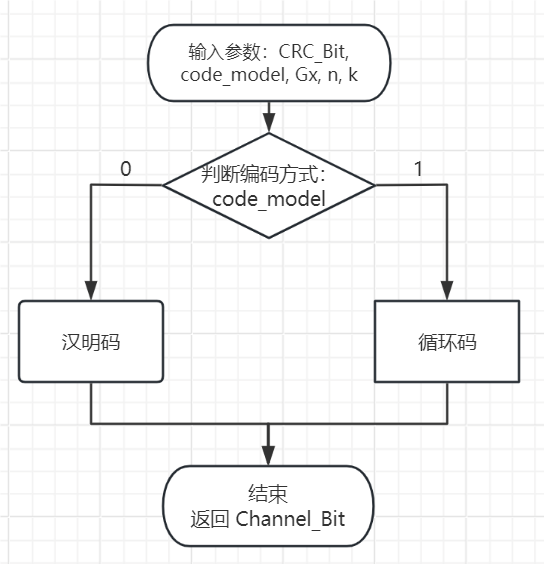 输入参数：CRC_Bit,
code_model, Gx, n, k
0
判断编码方式：
code_model
1
汉明码
循环码
结束
返回 Channel_Bit